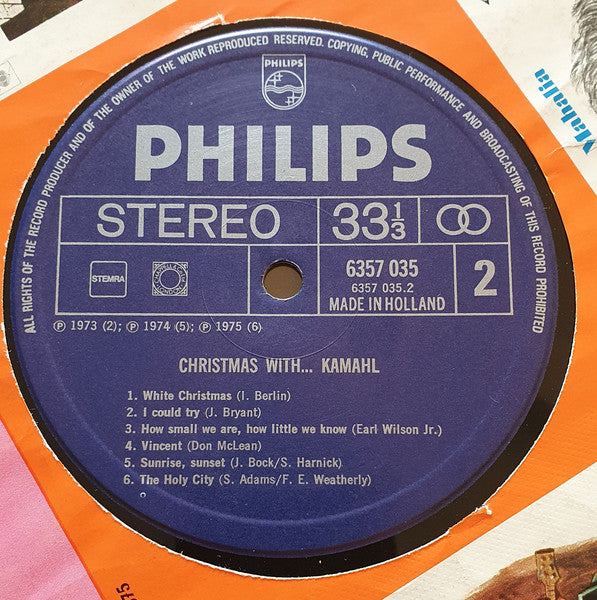 ALL RIGHTS OF THE RECORD PRODUCER AND OF THE OWNER OF THE WORK REPRODUCED RESERVED. COPYING, PUBLIC PERFORMANCE AND BROADCASTING OF THIS RECORD PROHIBITED
Mahalia
PHILIPS
PHILIPS
STEREO 33 1/3
STEMRA
6357 035
6357 035.2
MADE IN HOLLAND
2
Ⓟ 1973 (2); Ⓟ 1974 (5); Ⓟ 1975 (6)
CHRISTMAS WITH... KAMAHL
1. White Christmas (I. Berlin)
2. I could try (J. Bryant)
3. How small we are, how little we know (Earl Wilson Jr.)
4. Vincent (Don McLean)
5. Sunrise, sunset (J. Bock/S. Harnick)
6. The Holy City (S. Adams/F. E. Weatherly)